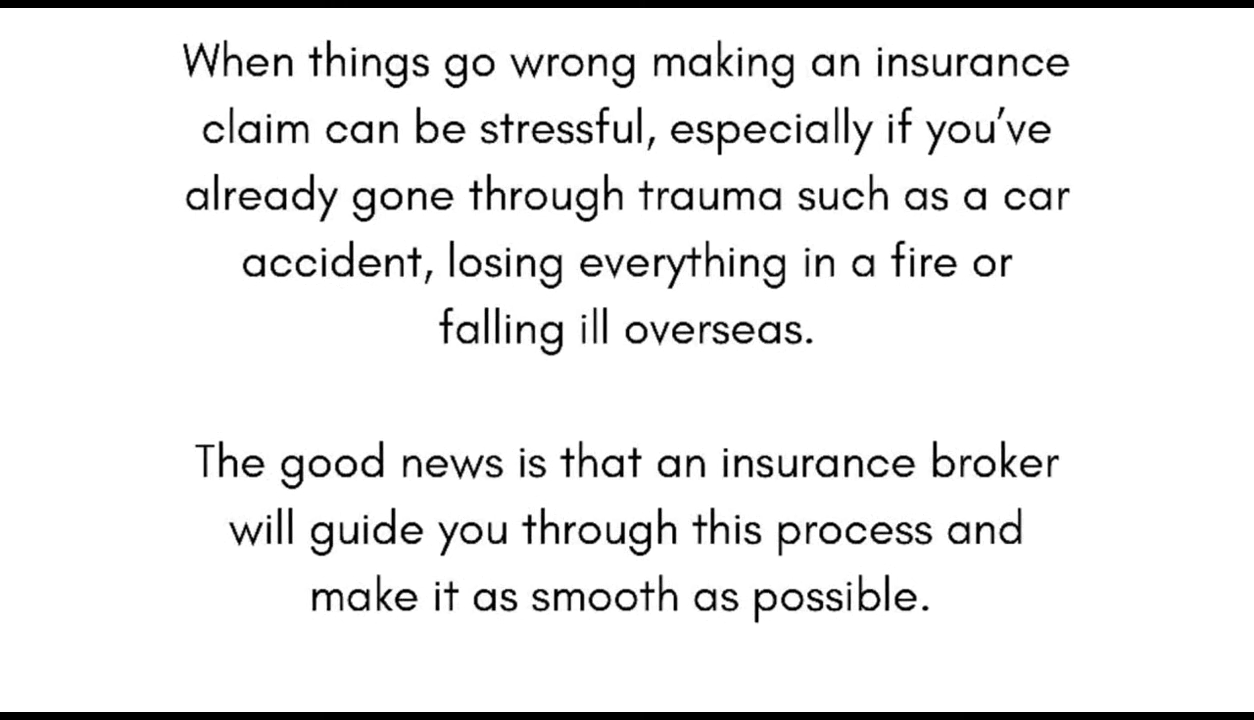 When things go wrong making an insurance
claim can be stressful, especially if you’ve
already gone through trauma such as a car
accident, losing everything in a fire or
falling ill overseas.
The good news is that an insurance broker
will guide you through this process and
make it as smooth as possible.